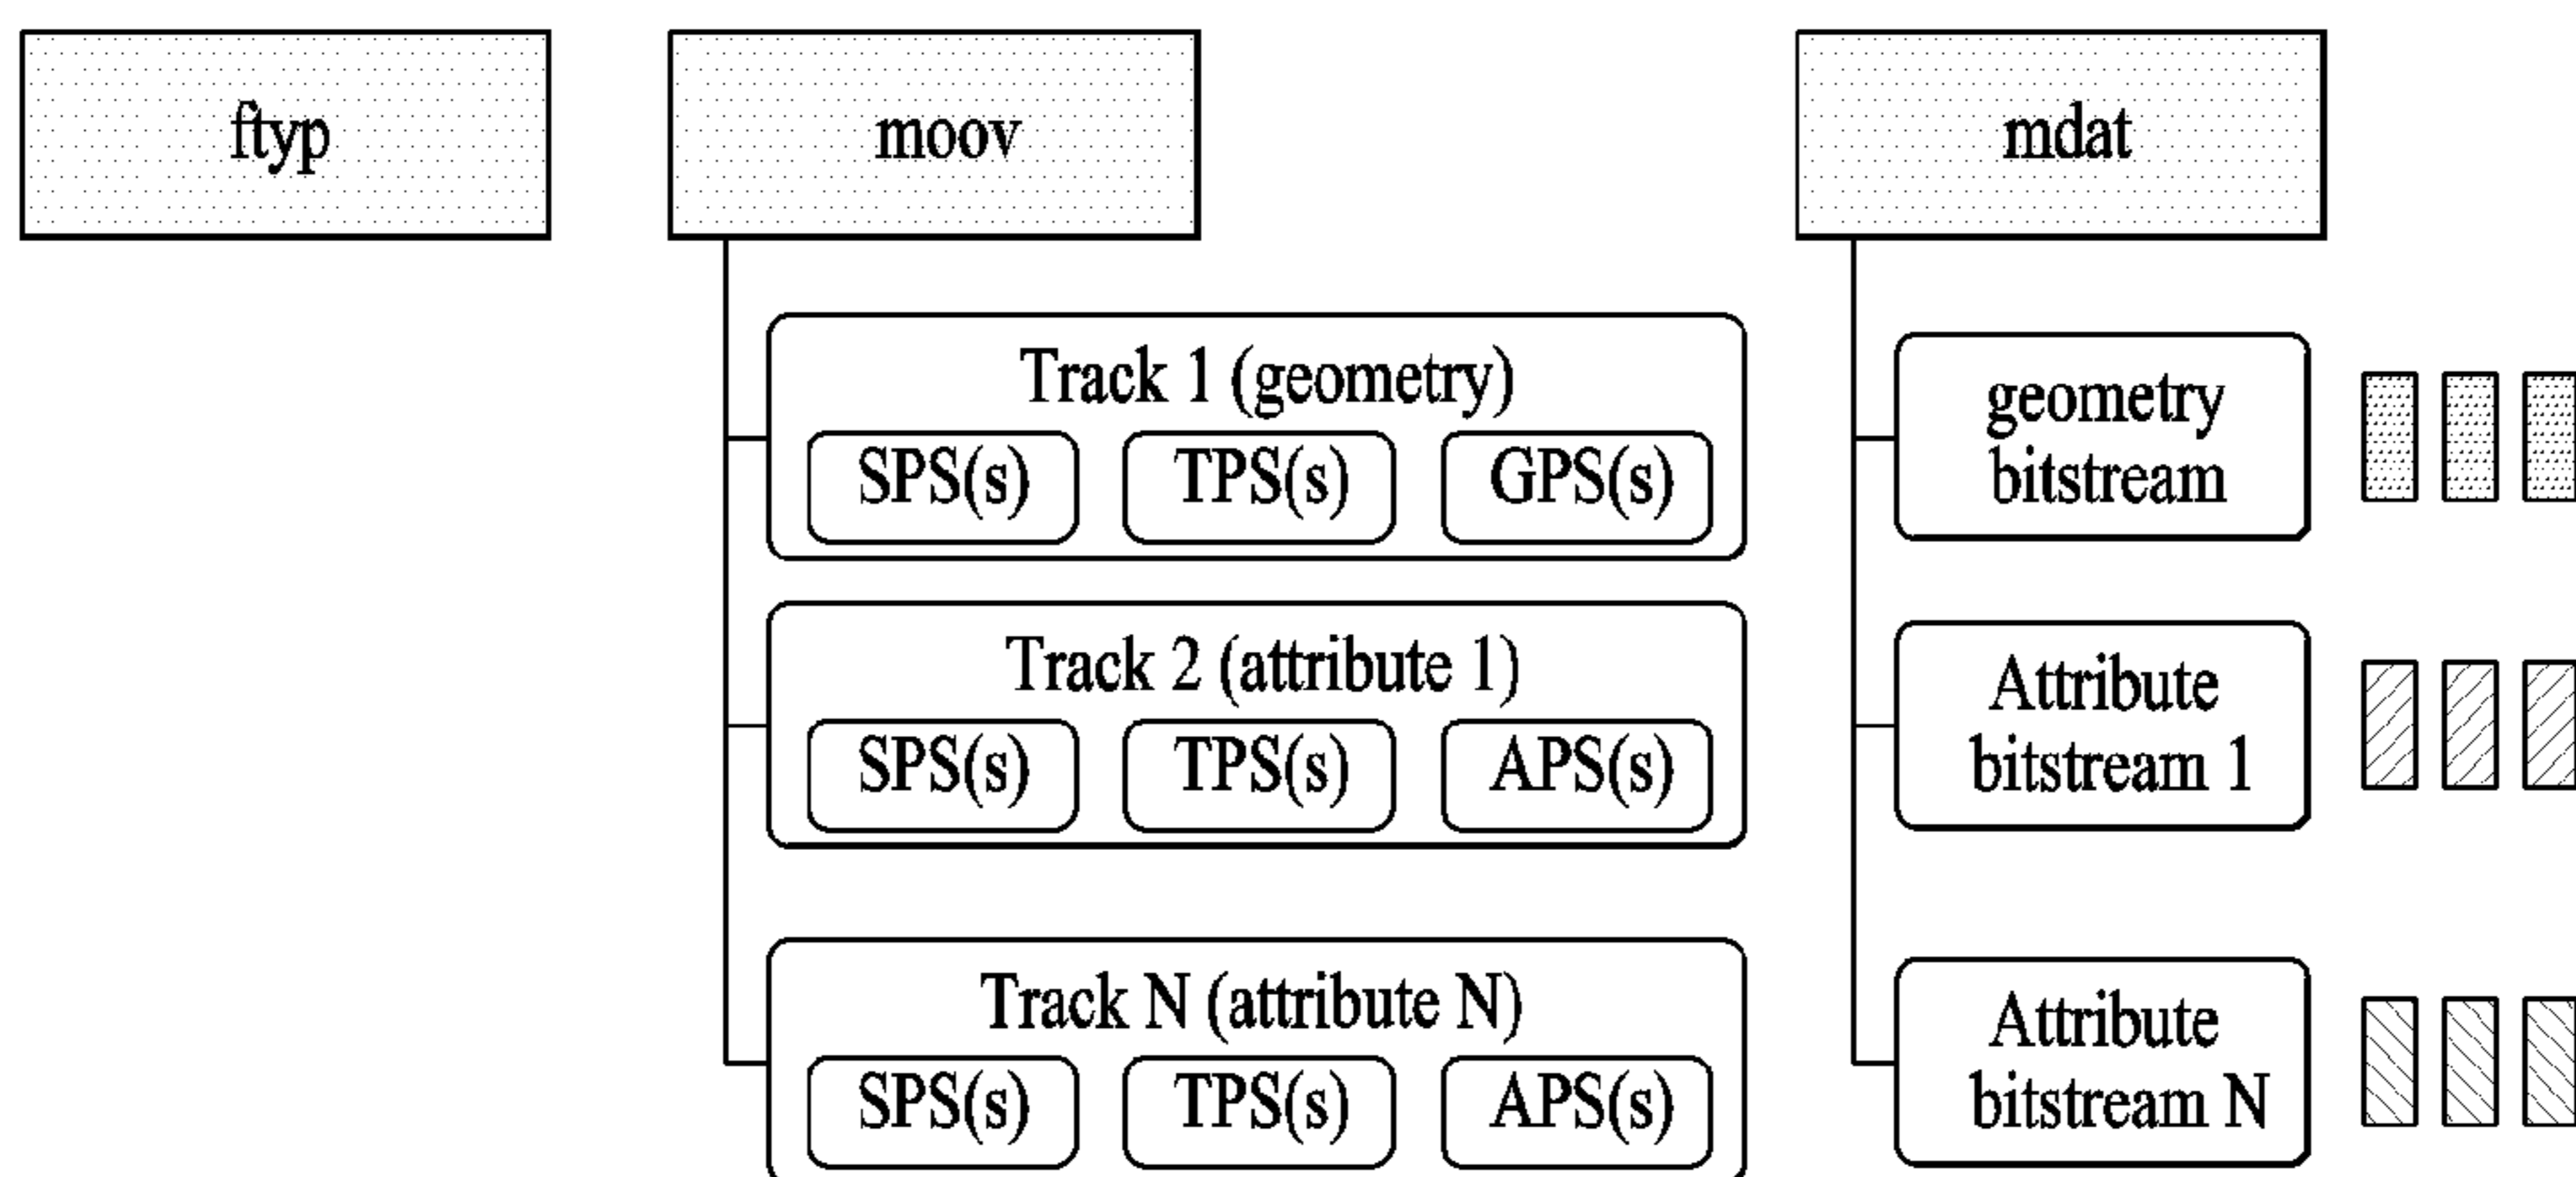 ftyp
moov
mdat
Track 1 (geometry)
SPS(s) TPS(s) GPS(s)
geometry
bitstream
Track 2 (attribute 1)
SPS(s) TPS(s) APS(s)
Attribute
bitstream 1
Track N (attribute N)
SPS(s) TPS(s) APS(s)
Attribute
bitstream N